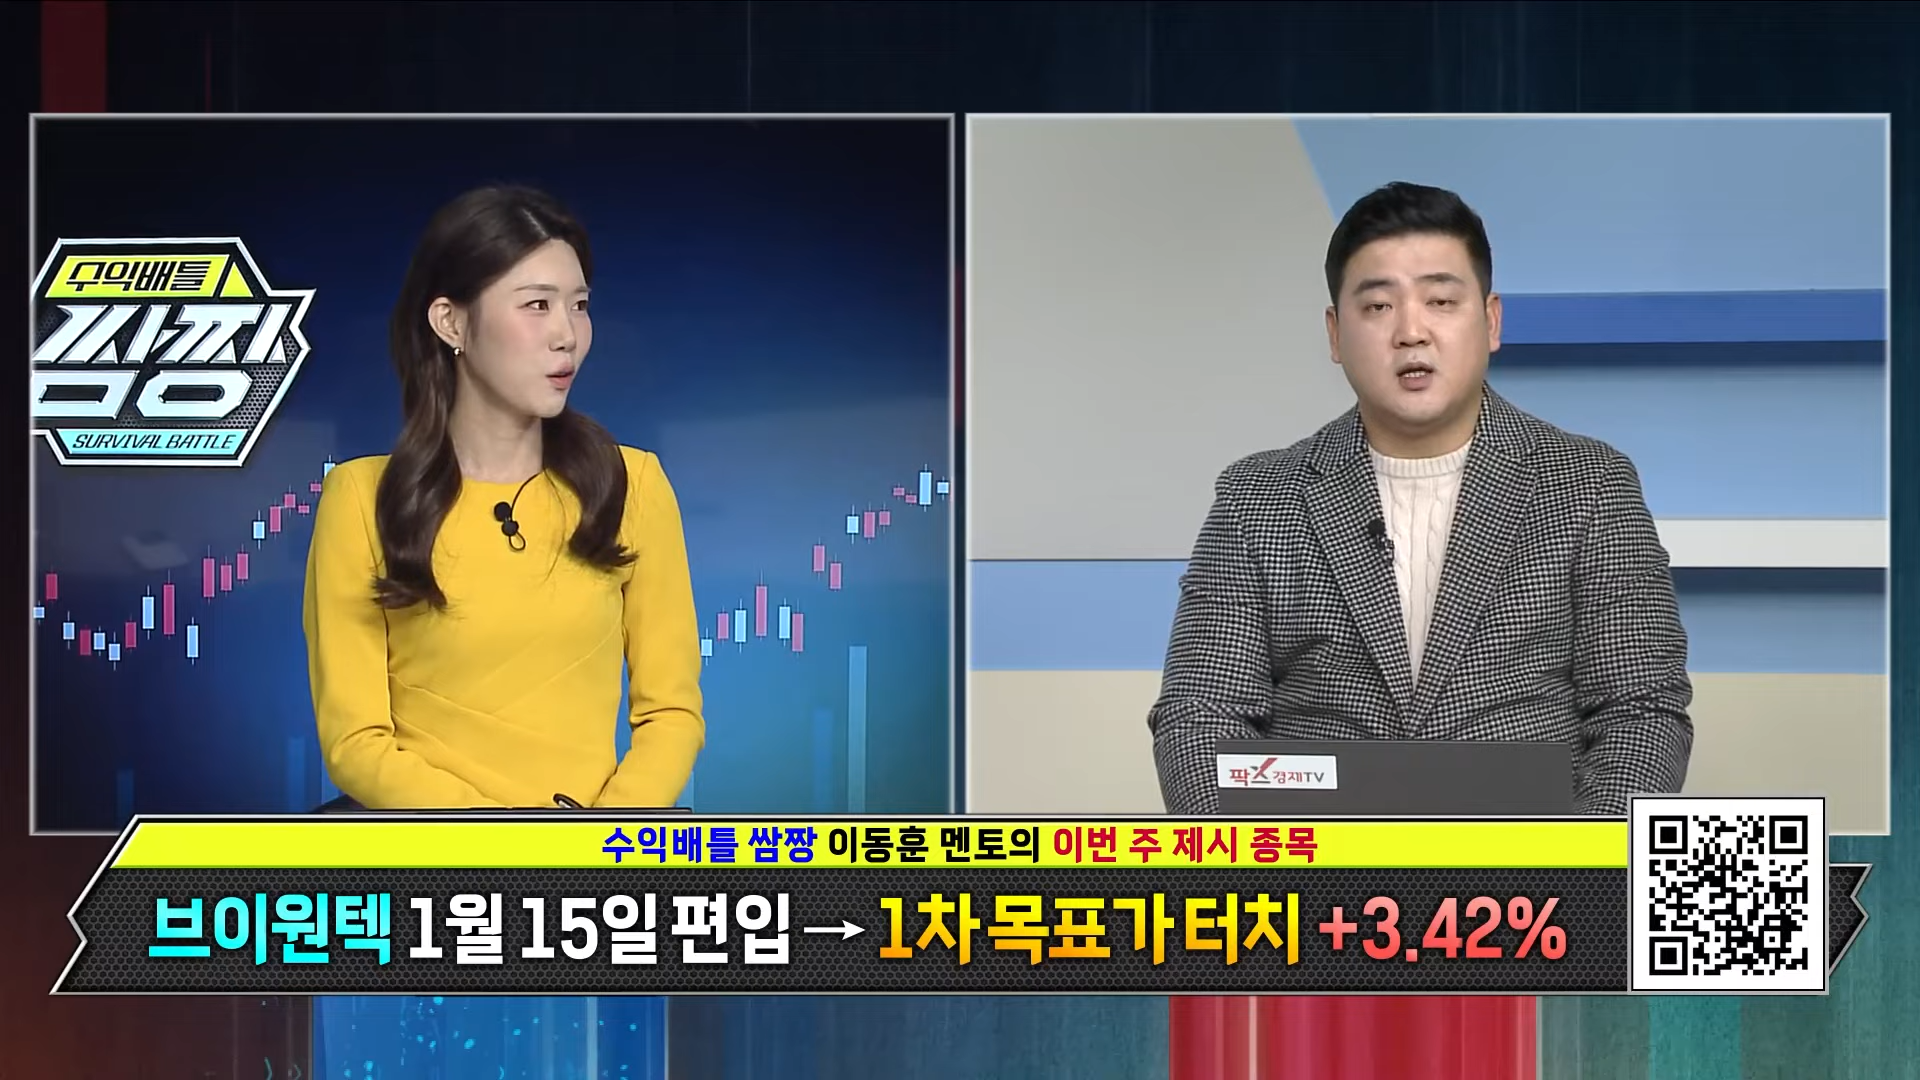 수익배틀
쌈짱
SURVIVAL BATTLE
팍스경제TV
수익배틀 쌈짱 이동훈 멘토의 이번 주 제시 종목
브이원텍 1월 15일 편입 → 1차 목표가 터치 +3.42%